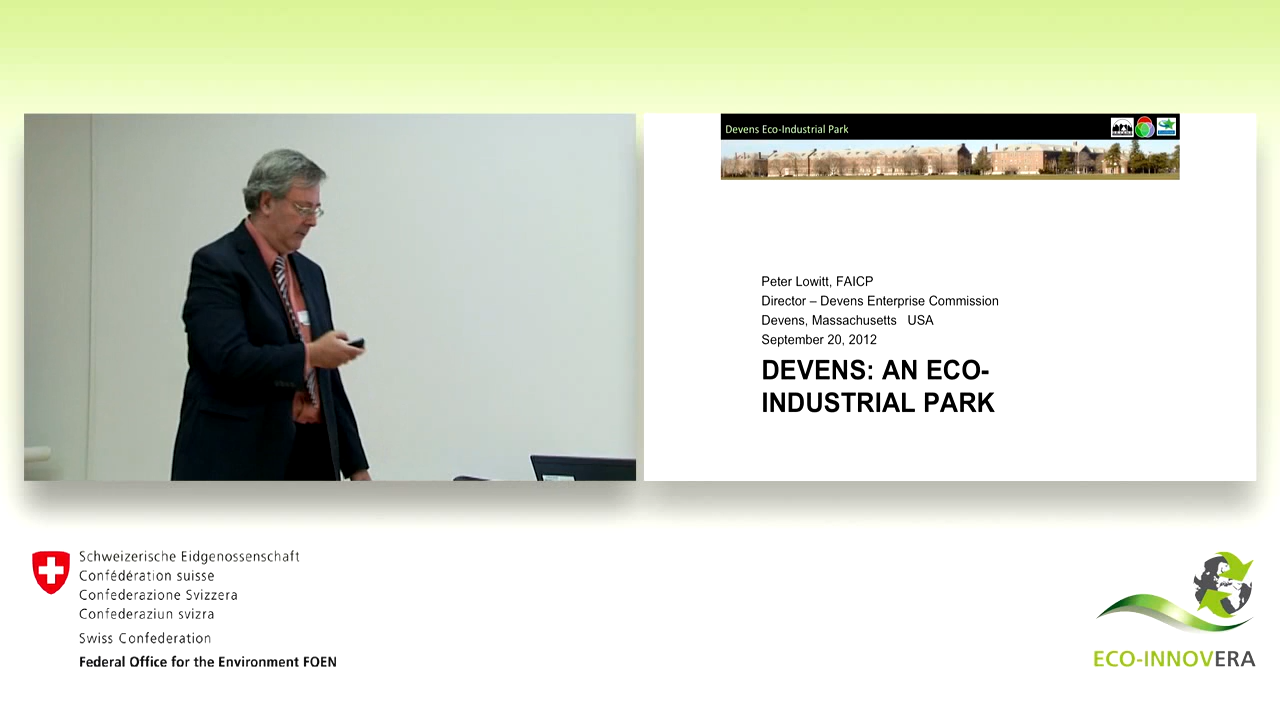 Devens Eco-Industrial Park
Peter Lowitt, FAICP
Director – Devens Enterprise Commission
Devens, Massachusetts USA
September 20, 2012
DEVENS: AN ECO-
INDUSTRIAL PARK
Schweizerische Eidgenossenschaft
Confédération suisse
Confederazione Svizzera
Confederaziun svizra
Swiss Confederation
Federal Office for the Environment FOEN
ECO-INNOVERA